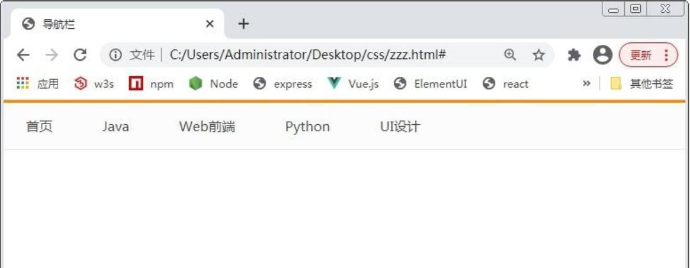 导航栏
文件 C:/Users/Administrator/Desktop/css/zzz.html# 更新
应用 w3s npm Node express Vue.js ElementUI react » 其他书签
首页 Java Web前端 Python UI设计